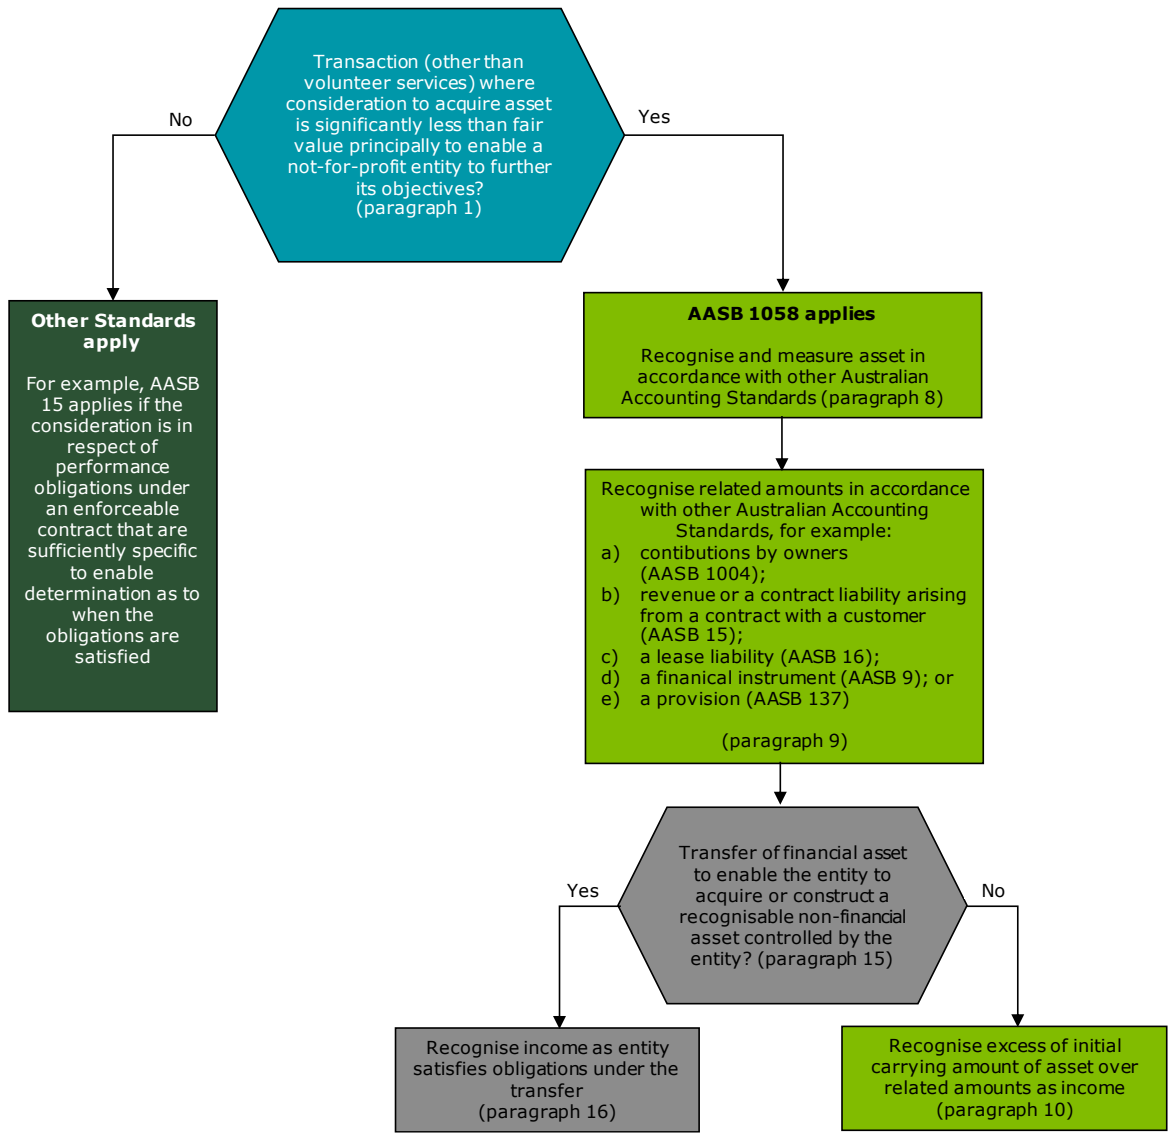 Transaction (other than
volunteer services) where
consideration to acquire asset
is significantly less than fair
value principally to enable a
not-for-profit entity to further
its objectives?
(paragraph 1)
No
Yes
Other Standards
apply
For example, AASB
15 applies if the
consideration is in
respect of
performance
obligations under
an enforceable
contract that are
sufficiently specific
to enable
determination as to
when the
obligations are
satisfied
AASB 1058 applies
Recognise and measure asset in
accordance with other Australian
Accounting Standards (paragraph 8)
Recognise related amounts in accordance
with other Australian Accounting
Standards, for example:
a) contibutions by owners
(AASB 1004);
b) revenue or a contract liability arising
from a contract with a customer
(AASB 15);
c) a lease liability (AASB 16);
d) a finanical instrument (AASB 9); or
e) a provision (AASB 137)
(paragraph 9)
Transfer of financial asset
to enable the entity to
acquire or construct a
recognisable non-financial
asset controlled by the
entity? (paragraph 15)
Yes
No
Recognise income as entity
satisfies obligations under the
transfer
(paragraph 16)
Recognise excess of initial
carrying amount of asset over
related amounts as income
(paragraph 10)